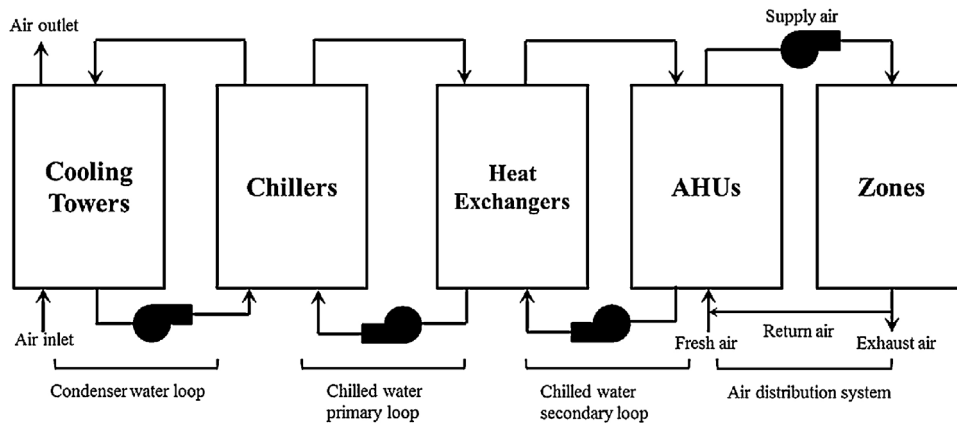 Air outlet
Supply air
Cooling
Towers
Chillers
Heat
Exchangers
AHUs
Zones
Air inlet
Fresh air
Return air
Exhaust air
Condenser water loop
Chilled water
primary loop
Chilled water
secondary loop
Air distribution system